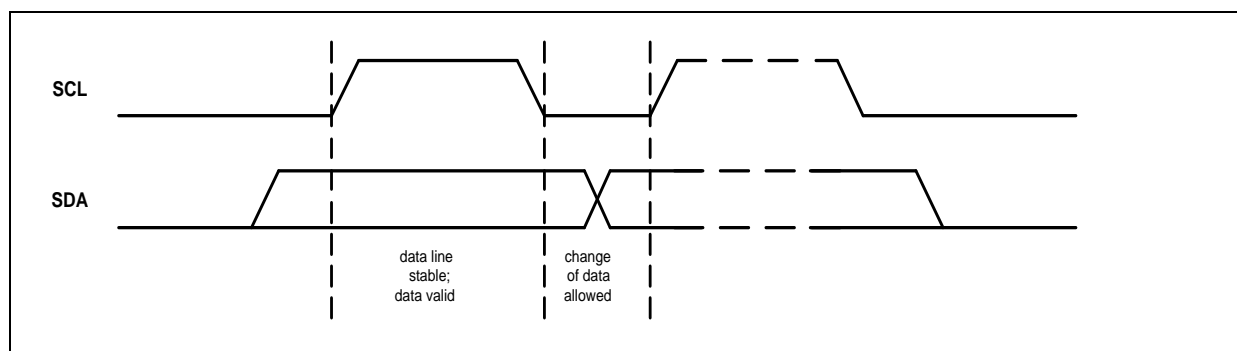 SCL
SDA
data line
stable;
data valid
change
of data
allowed